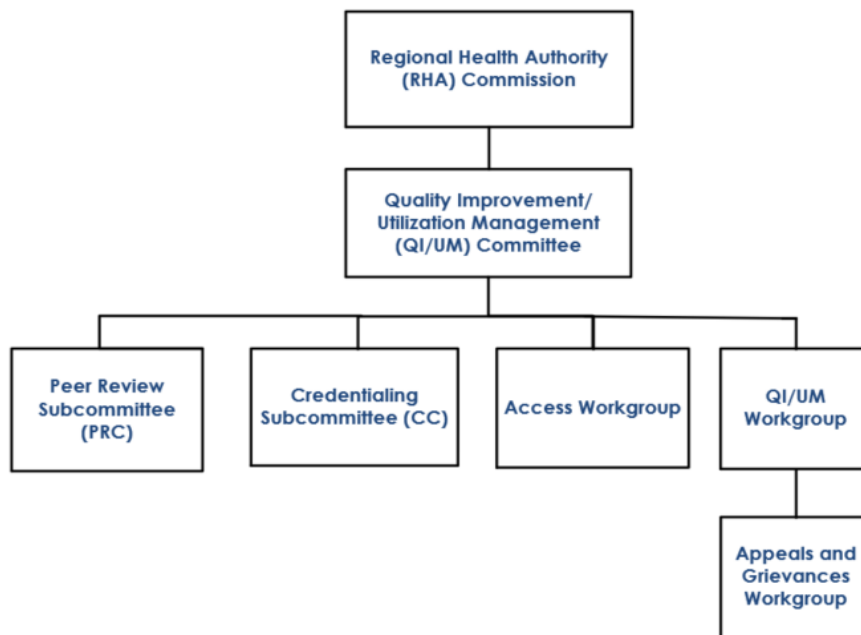 Regional Health Authority
(RHA) Commission
Quality Improvement/
Utilization Management
(QI/UM) Committee
Peer Review
Subcommittee
(PRC)
Credentialing
Subcommittee (CC)
Access Workgroup
QI/UM
Workgroup
Appeals and
Grievances
Workgroup